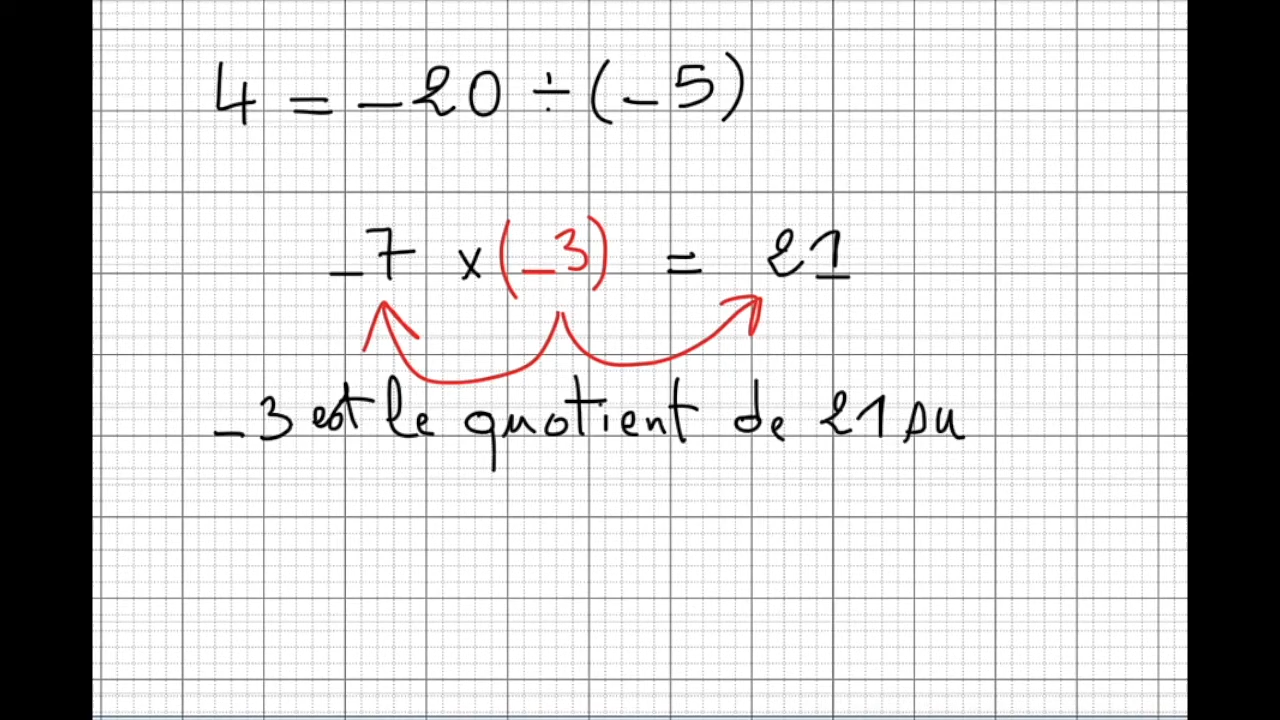 4 = -20 ÷ (-5)
-7 x (-3) = 21
-3 est le quotient de 21 su